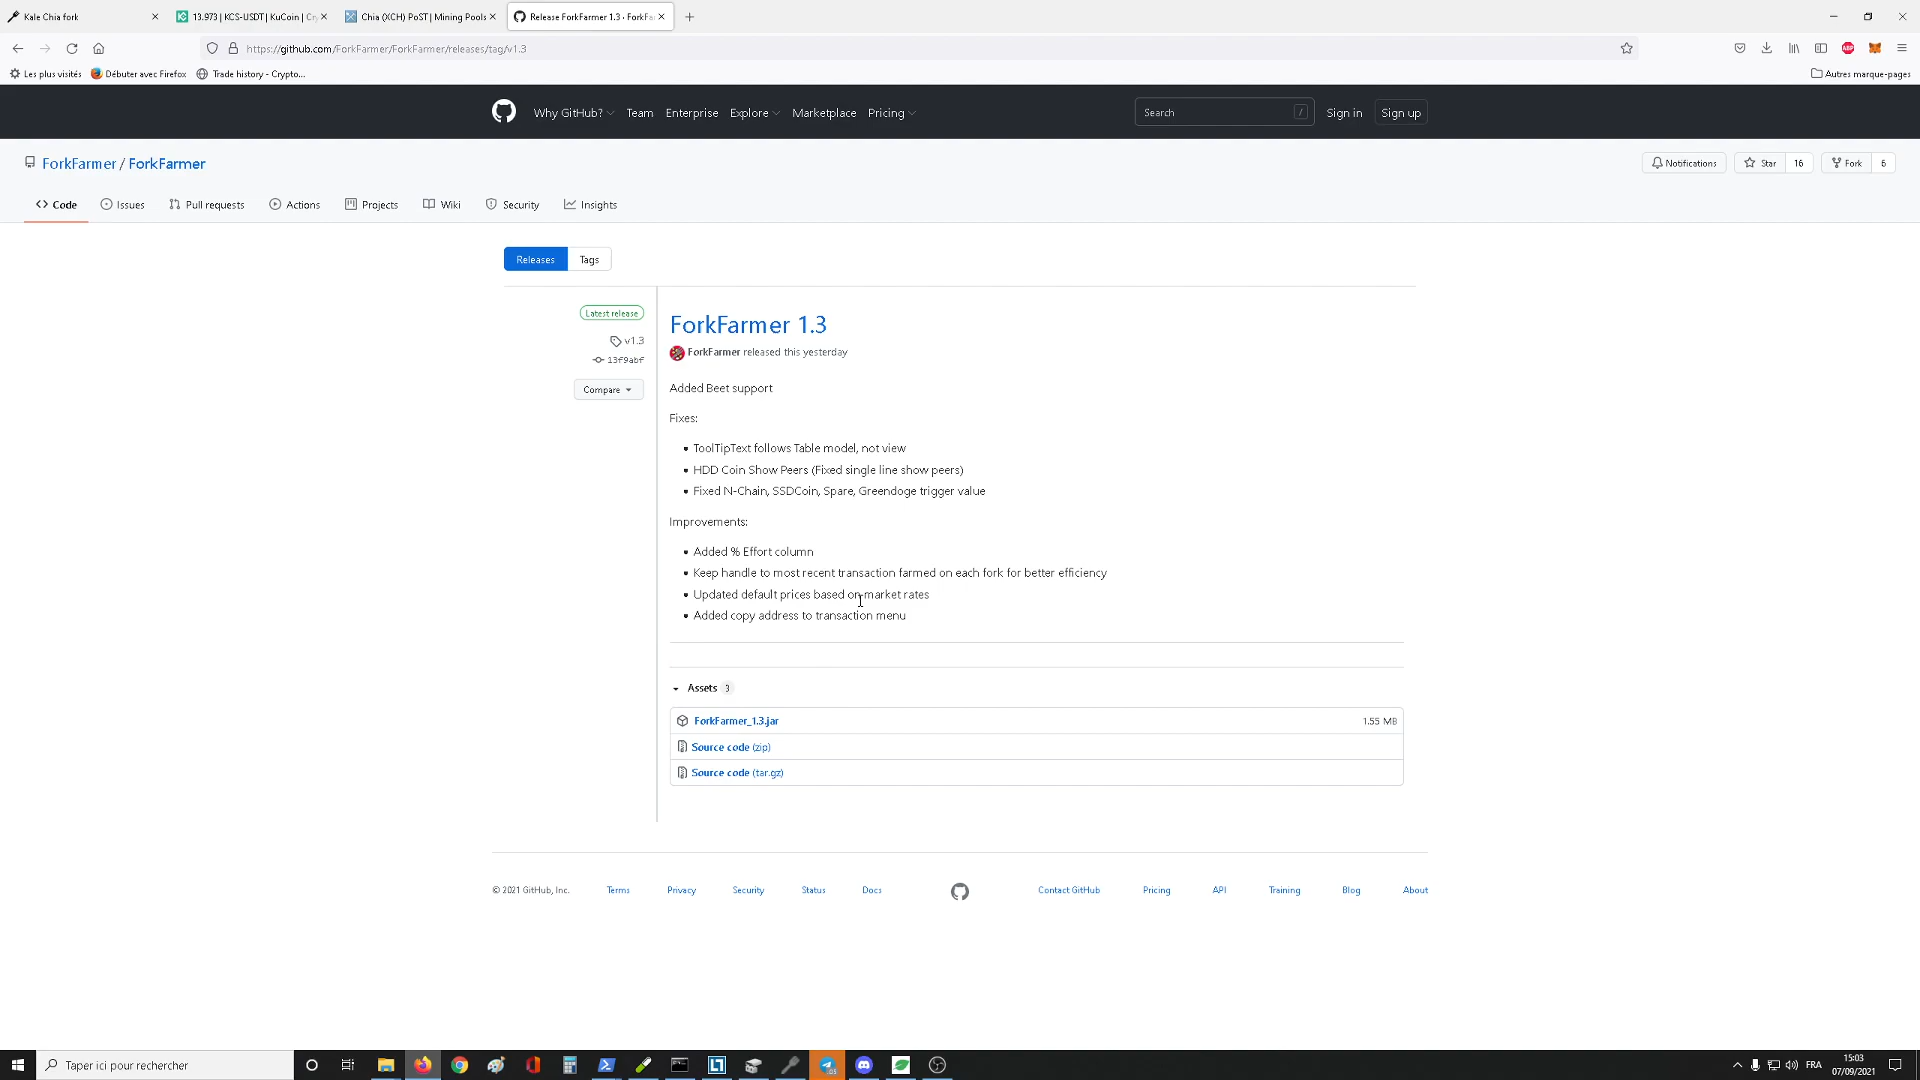 Kale Chia fork
13.973 | KCS-USDT | KuCoin | Cry
Chia (XCH) PoST | Mining Pools
Release ForkFarmer 1.3 · ForkFa
https://github.com/ForkFarmer/ForkFarmer/releases/tag/v1.3
ABP
Les plus visités
Débuter avec Firefox
Trade history - Crypto...
Autres marque-pages
Why GitHub?
Team
Enterprise
Explore
Marketplace
Pricing
Search
/
Sign in
Sign up
ForkFarmer / ForkFarmer
Notifications
Star 16
Fork 6
Code
Issues
Pull requests
Actions
Projects
Wiki
Security
Insights
Releases
Tags
Latest release
v1.3
13f9abf
Compare
ForkFarmer 1.3
ForkFarmer released this yesterday
Added Beet support
Fixes:
ToolTipText follows Table model, not view
HDD Coin Show Peers (Fixed single line show peers)
Fixed N-Chain, SSDCoin, Spare, Greendoge trigger value
Improvements:
Added % Effort column
Keep handle to most recent transaction farmed on each fork for better efficiency
Updated default prices based on market rates
Added copy address to transaction menu
Assets 3
ForkFarmer_1.3.jar 1.55 MB
Source code (zip)
Source code (tar.gz)
© 2021 GitHub, Inc.
Terms
Privacy
Security
Status
Docs
Contact GitHub
Pricing
API
Training
Blog
About
Taper ici pour rechercher
FRA
15:03
07/09/2021